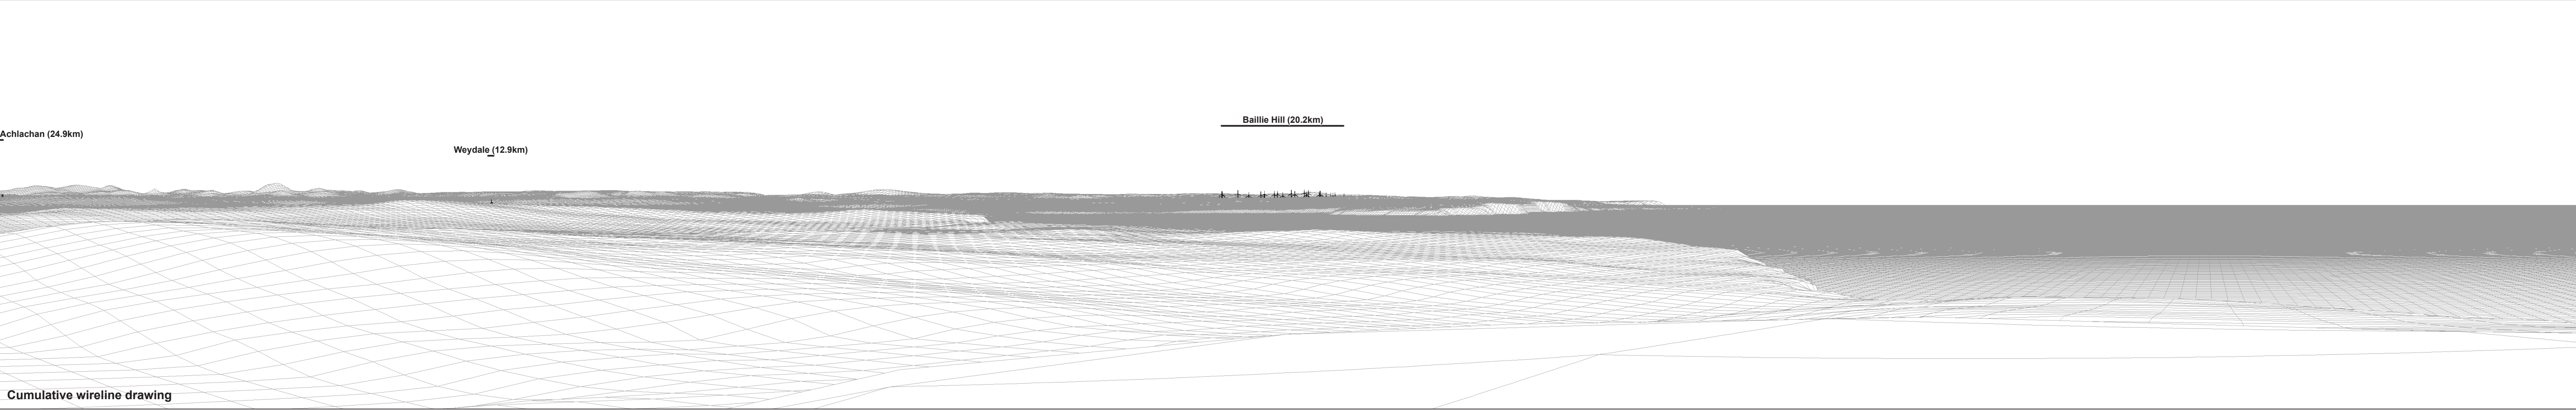 Baillie Hill (20.2km)
Achlachan (24.9km)
Weydale (12.9km)
Cumulative wireline drawing